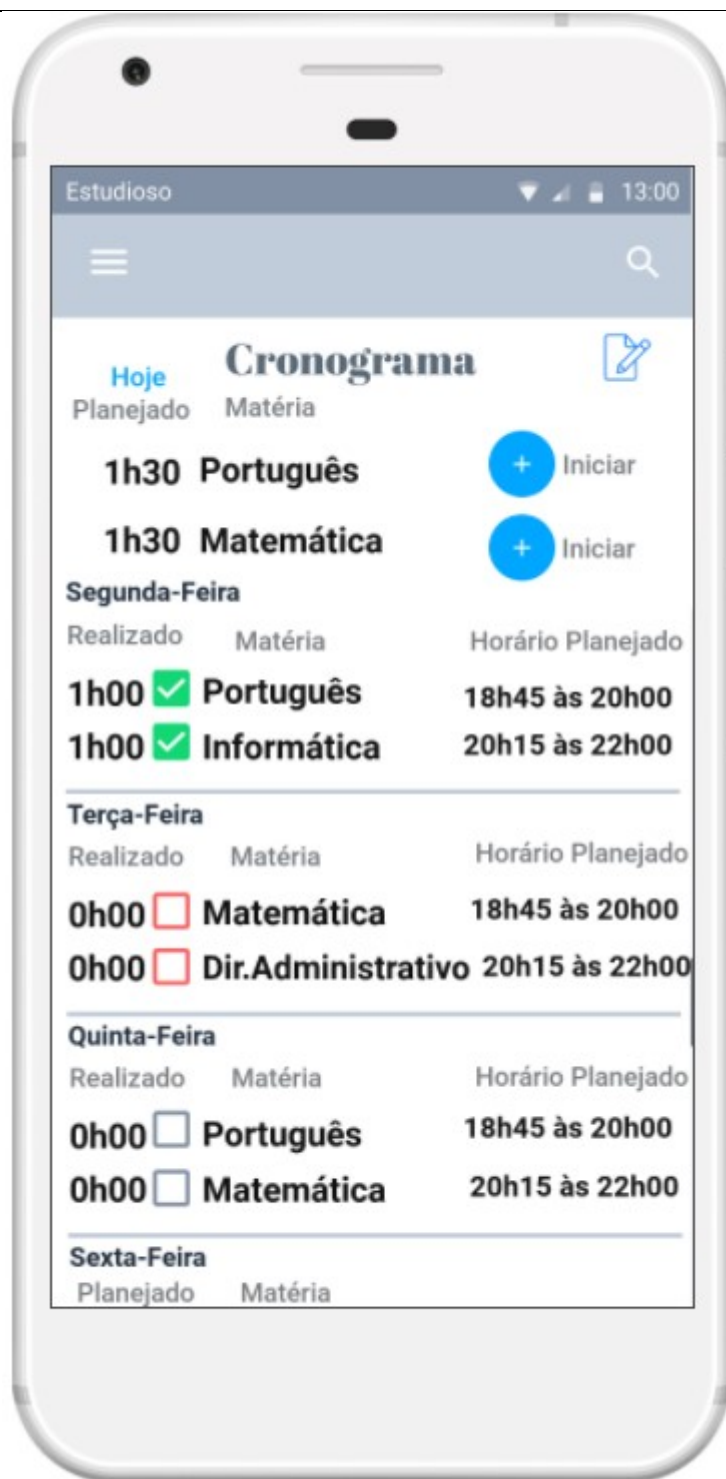 Estudioso 13:00
Cronograma
Hoje
Planejado Matéria
1h30 Português + Iniciar
1h30 Matemática + Iniciar
Segunda-Feira
Realizado Matéria Horário Planejado
1h00 Português 18h45 às 20h00
1h00 Informática 20h15 às 22h00
Terça-Feira
Realizado Matéria Horário Planejado
0h00 Matemática 18h45 às 20h00
0h00 Dir.Administrativo 20h15 às 22h00
Quinta-Feira
Realizado Matéria Horário Planejado
0h00 Português 18h45 às 20h00
0h00 Matemática 20h15 às 22h00
Sexta-Feira
Planejado Matéria